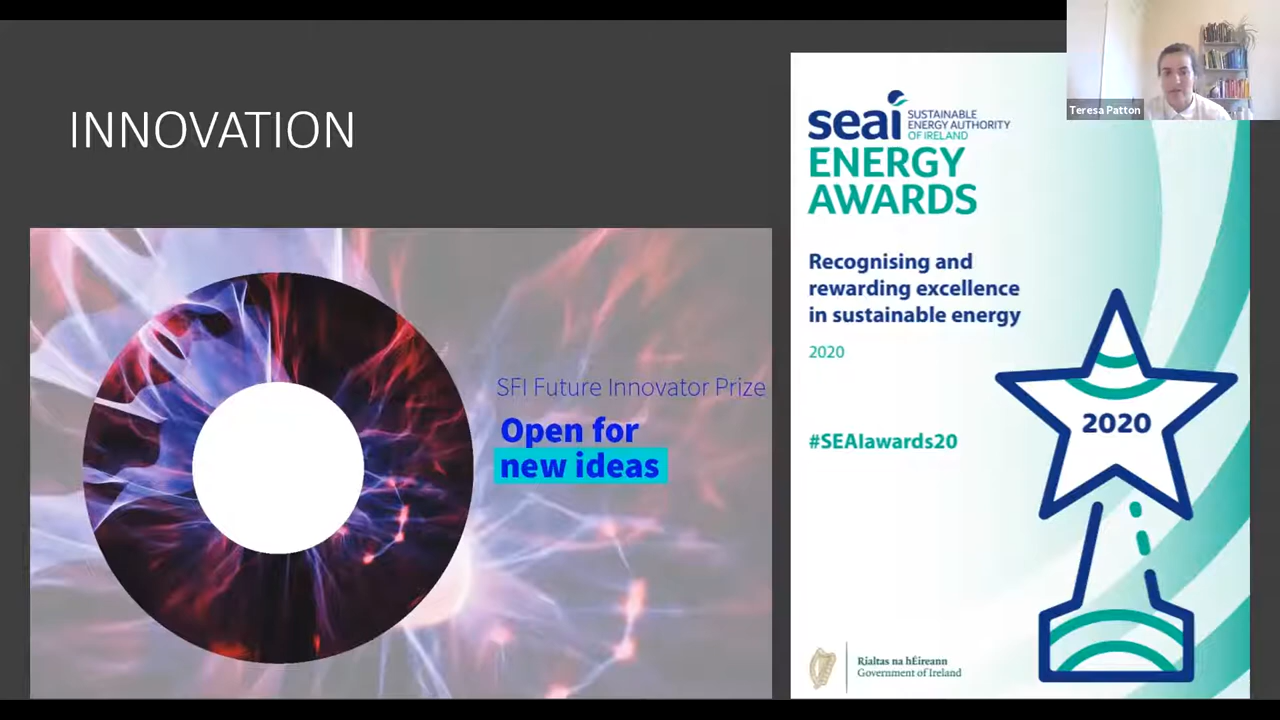 INNOVATION
SFI Future Innovator Prize
Open for
new ideas
seai SUSTAINABLE
ENERGY AUTHORITY
OF IRELAND
ENERGY
AWARDS
Recognising and
rewarding excellence
in sustainable energy
2020
#SEAIawards20
2020
Rialtas na hÉireann
Government of Ireland
Teresa Patton